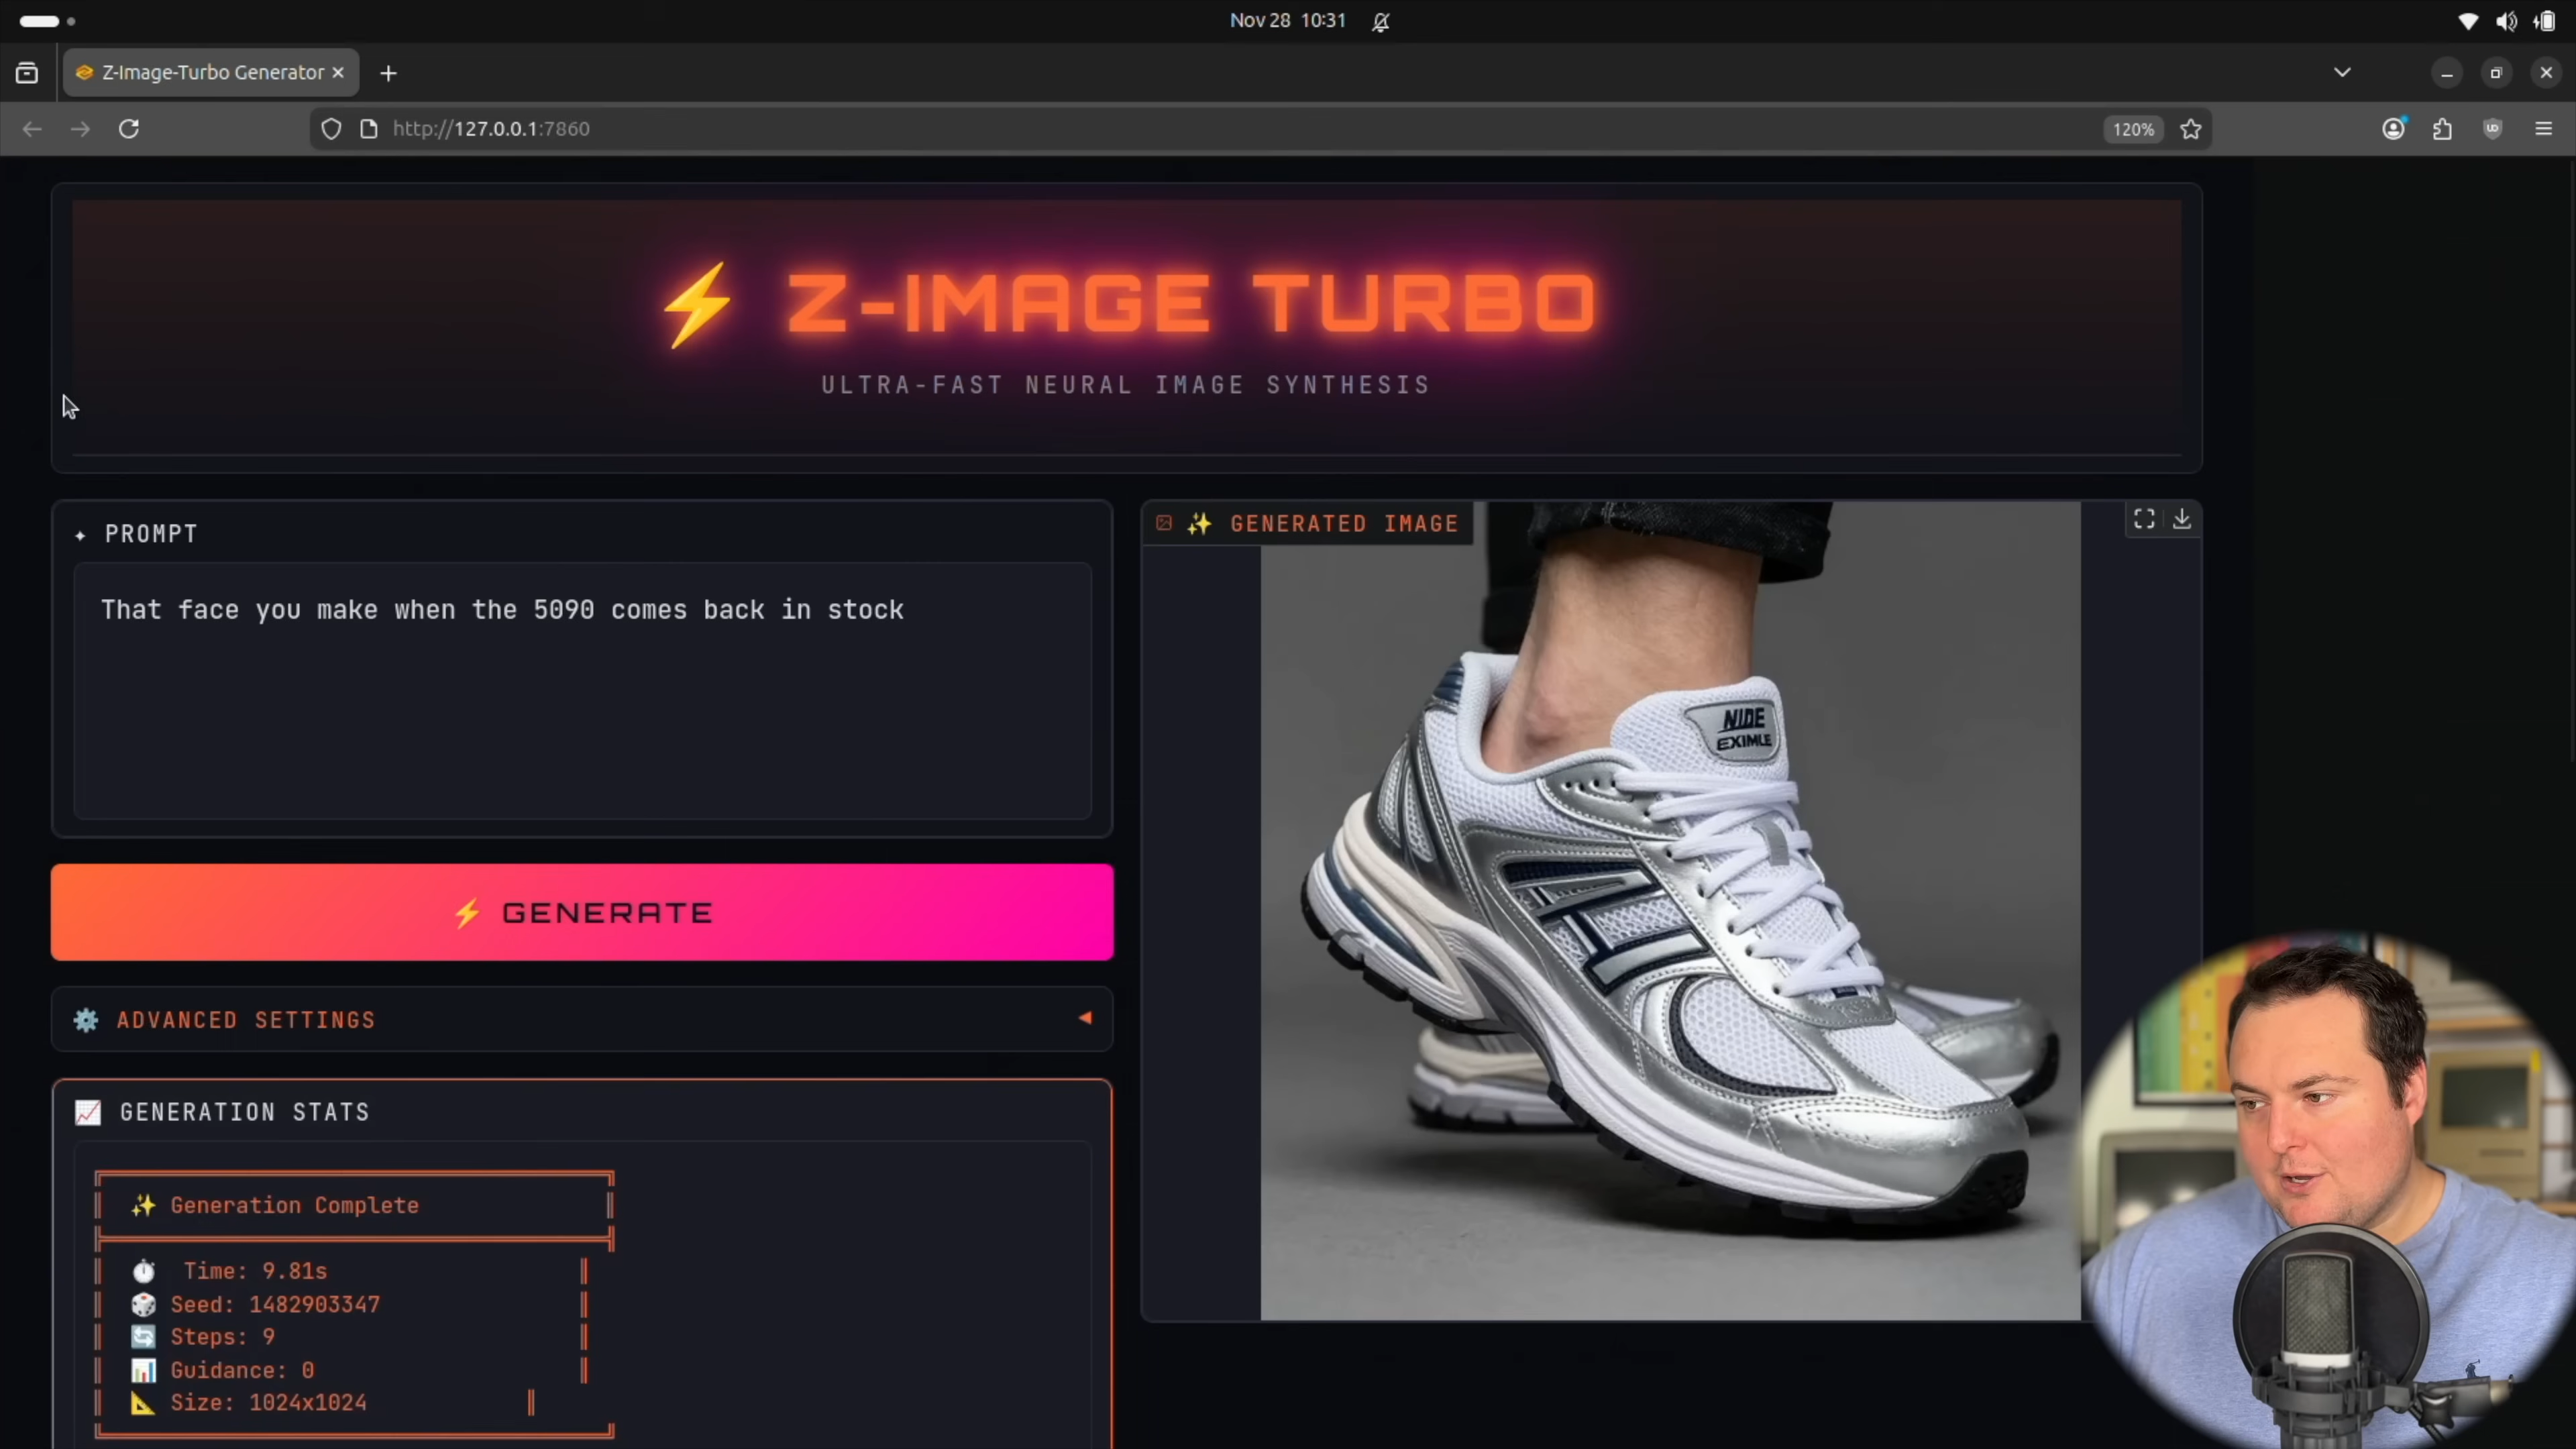 Nov 28 10:31
Z-Image-Turbo Generator
http://127.0.0.1:7860
120%
⚡ Z-IMAGE TURBO
ULTRA-FAST NEURAL IMAGE SYNTHESIS
PROMPT
That face you make when the 5090 comes back in stock
⚡ GENERATE
ADVANCED SETTINGS
GENERATION STATS
✨ Generation Complete
Time: 9.81s
Seed: 1482903347
Steps: 9
Guidance: 0
Size: 1024x1024
✨ GENERATED IMAGE
NIDE
EXIMLE